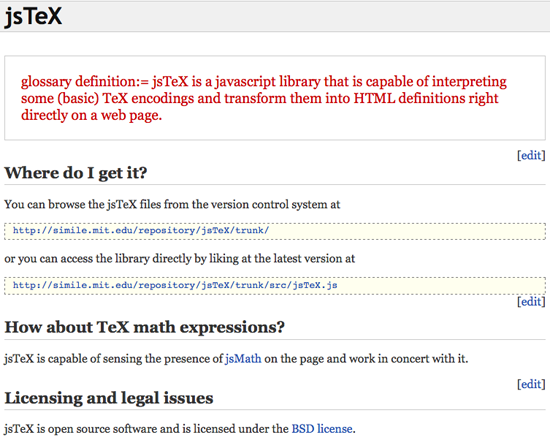 jsTeX
glossary definition:= jsTeX is a javascript library that is capable of interpreting
some (basic) TeX encodings and transform them into HTML definitions right
directly on a web page.
[edit]
Where do I get it?
You can browse the jsTeX files from the version control system at
http://simile.mit.edu/repository/jsTeX/trunk/
or you can access the library directly by liking at the latest version at
http://simile.mit.edu/repository/jsTeX/trunk/src/jsTeX.js
[edit]
How about TeX math expressions?
jsTeX is capable of sensing the presence of jsMath on the page and work in concert with it.
[edit]
Licensing and legal issues
jsTeX is open source software and is licensed under the BSD license.